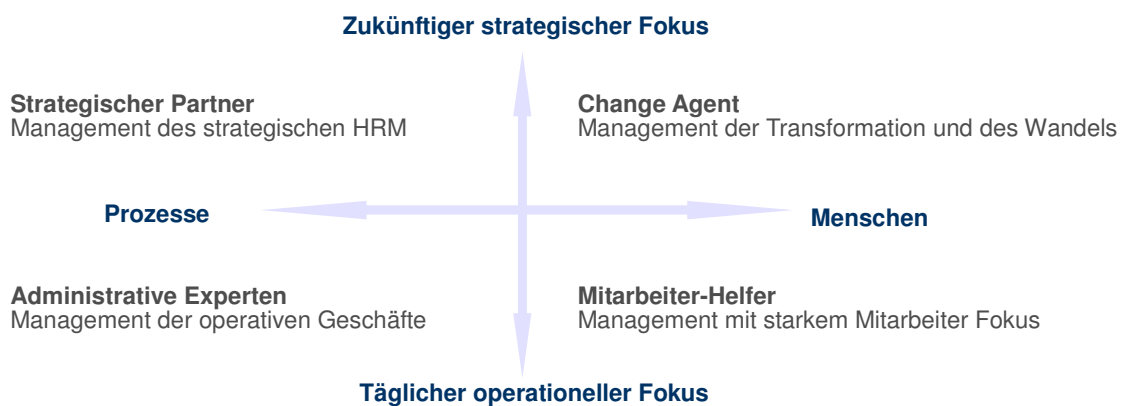 Zukünftiger strategischer Fokus
Strategischer Partner
Management des strategischen HRM
Change Agent
Management der Transformation und des Wandels
Prozesse
Menschen
Administrative Experten
Management der operativen Geschäfte
Mitarbeiter-Helfer
Management mit starkem Mitarbeiter Fokus
Täglicher operationeller Fokus